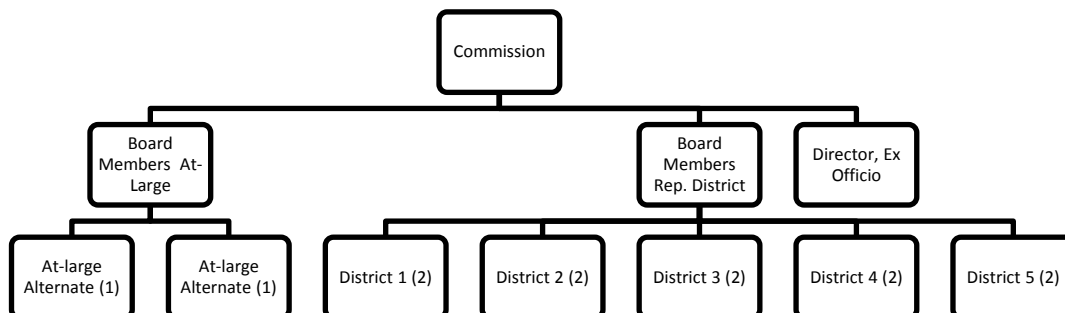 Commission
Board
Members At-
Large
Board
Members
Rep. District
Director, Ex
Officio
At-large
Alternate (1)
At-large
Alternate (1)
District 1 (2)
District 2 (2)
District 3 (2)
District 4 (2)
District 5 (2)